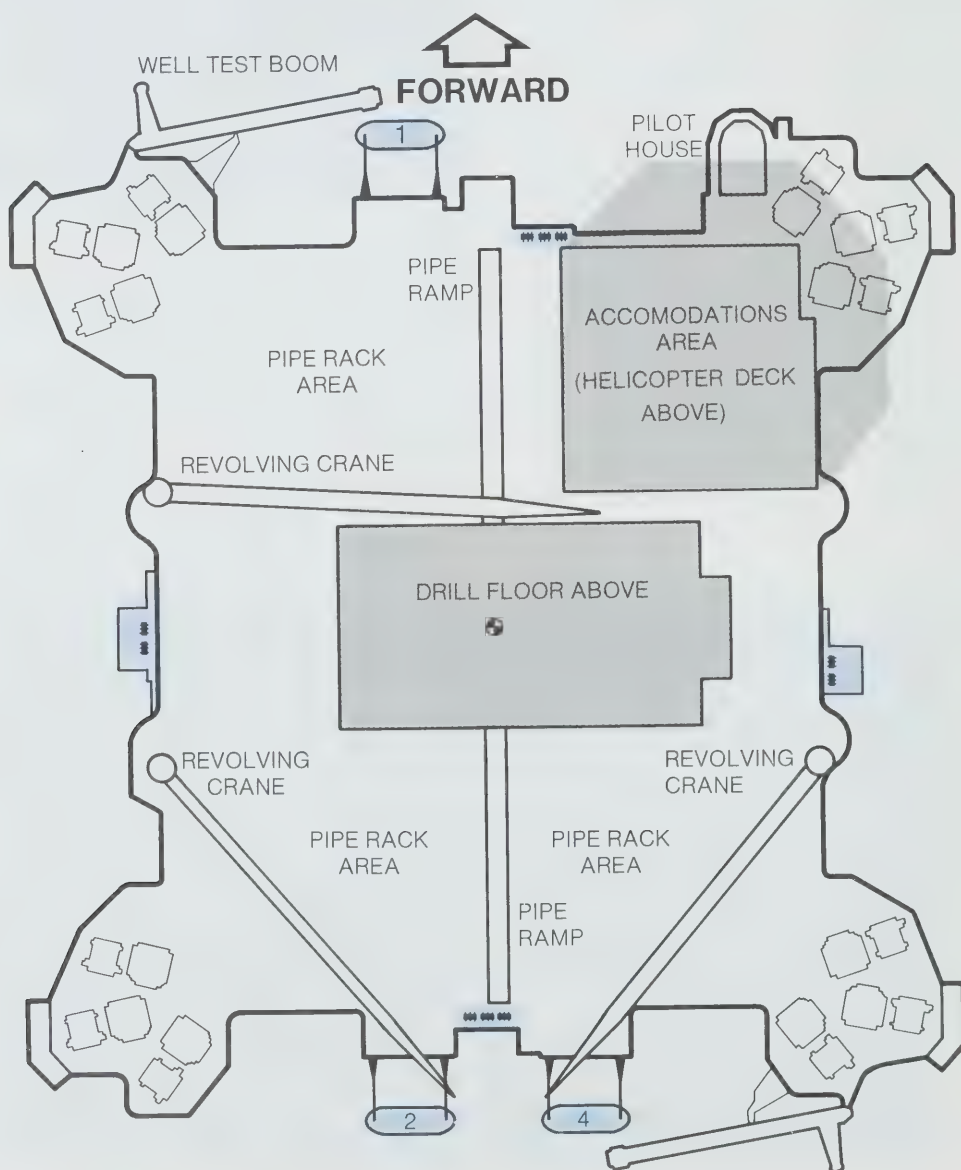 WELL TEST BOOM
FORWARD
1
PILOT
HOUSE
PIPE
RAMP
ACCOMODATIONS
AREA
(HELICOPTER DECK
ABOVE)
PIPE RACK
AREA
REVOLVING CRANE
DRILL FLOOR ABOVE
REVOLVING
CRANE
REVOLVING
CRANE
PIPE RACK
AREA
PIPE RACK
AREA
PIPE
RAMP
2
4